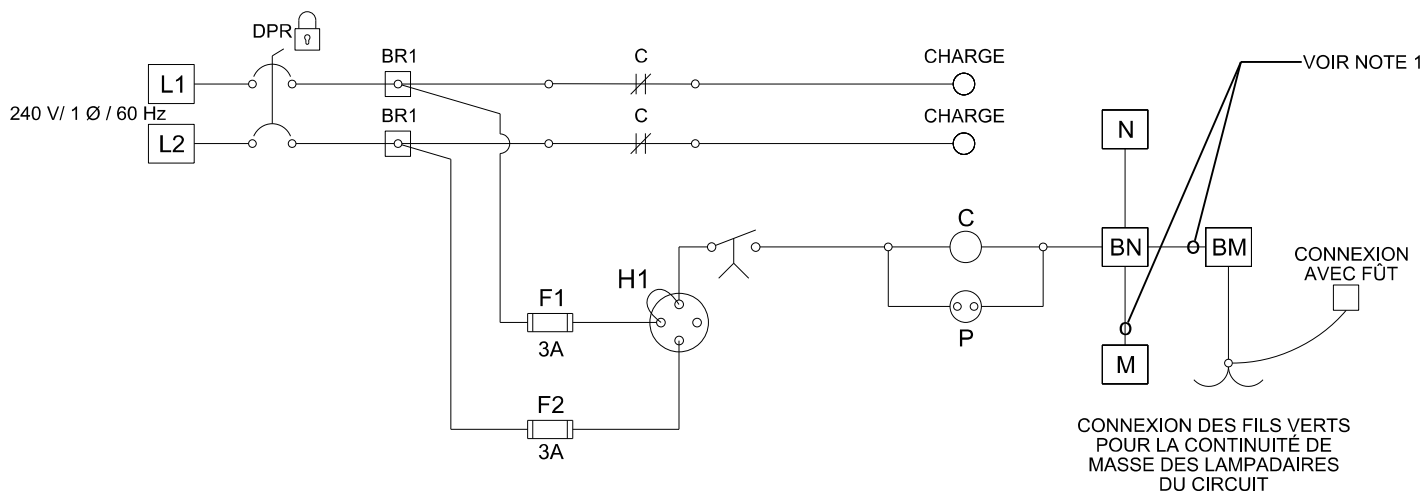 DPR
BR1
C
CHARGE
VOIR NOTE 1
L1
240 V/ 1 Ø / 60 Hz
BR1
C
CHARGE
L2
N
C
BN
BM
CONNEXION
AVEC FÛT
H1
F1
3A
P
M
F2
3A
CONNEXION DES FILS VERTS
POUR LA CONTINUITÉ DE
MASSE DES LAMPADAIRES
DU CIRCUIT